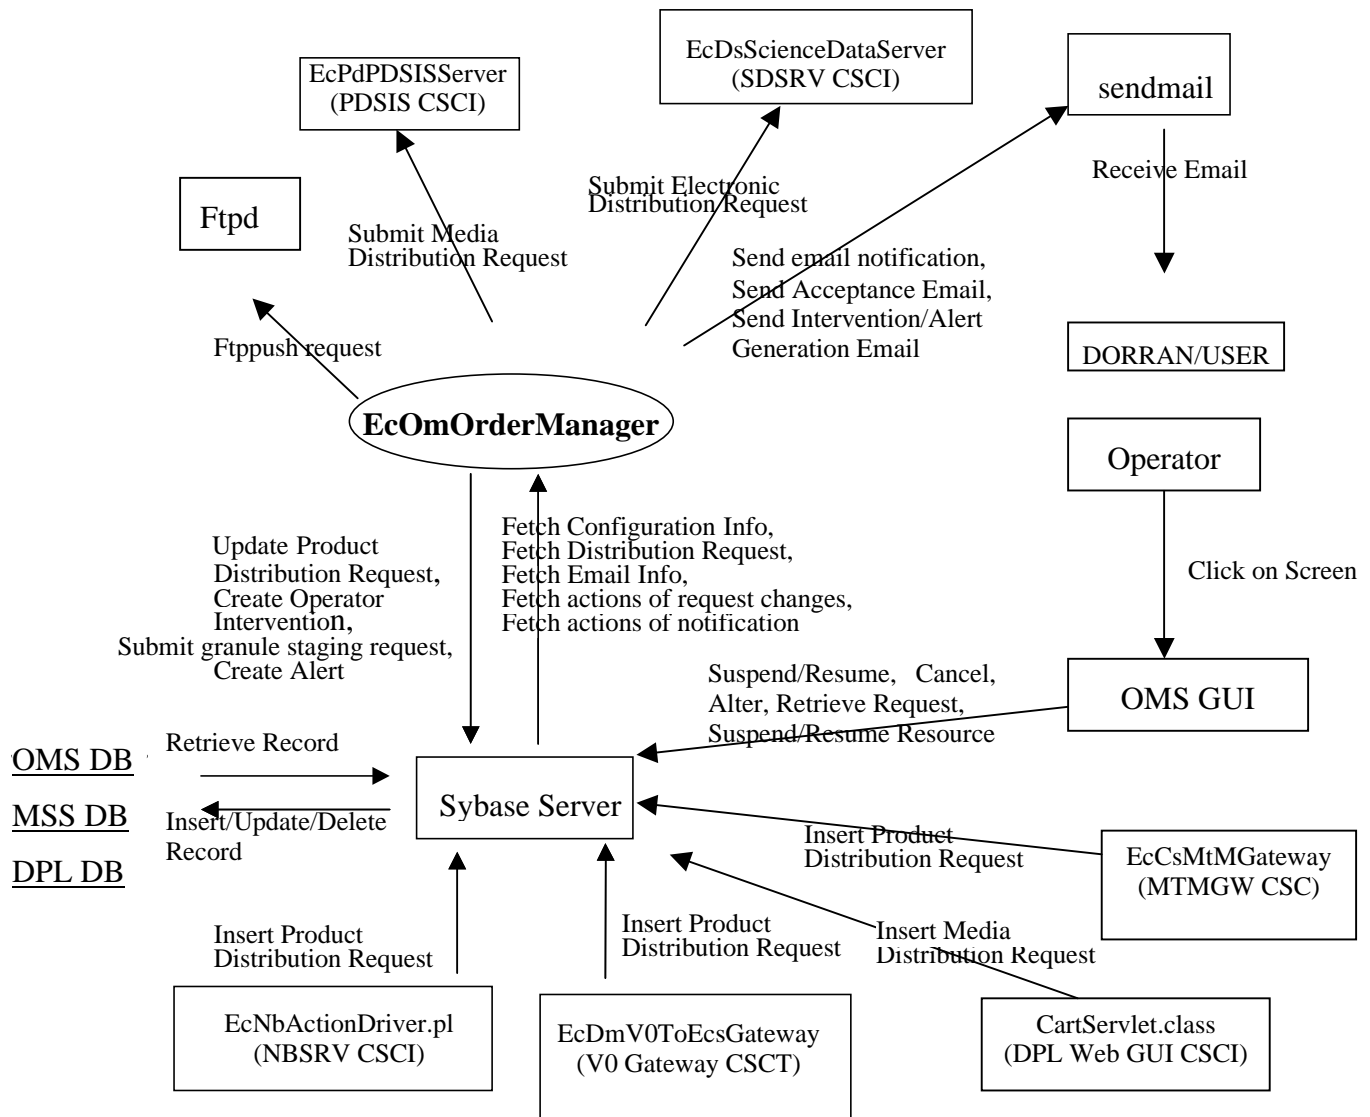 EcDsScienceDataServer
(SDSRV CSCI)
EcPdPDSISServer
(PDSIS CSCI)
sendmail
Receive Email
Submit Electronic
Distribution Request
Ftpd
Submit Media
Distribution Request
Send email notification,
Send Acceptance Email,
Send Intervention/Alert
Generation Email
Ftppush request
DORRAN/USER
EcOmOrderManager
Operator
Update Product
Distribution Request,
Create Operator
Intervention,
Submit granule staging request,
Create Alert
Fetch Configuration Info,
Fetch Distribution Request,
Fetch Email Info,
Fetch actions of request changes,
Fetch actions of notification
Click on Screen
Suspend/Resume, Cancel,
Alter, Retrieve Request,
Suspend/Resume Resource
OMS GUI
Retrieve Record
OMS DB
MSS DB
DPL DB
Insert/Update/Delete
Record
Sybase Server
Insert Product
Distribution Request
EcCsMtMGateway
(MTMGW CSC)
Insert Product
Distribution Request
Insert Product
Distribution Request
Insert Media
Distribution Request
EcNbActionDriver.pl
(NBSRV CSCI)
EcDmV0ToEcsGateway
(V0 Gateway CSCT)
CartServlet.class
(DPL Web GUI CSCI)